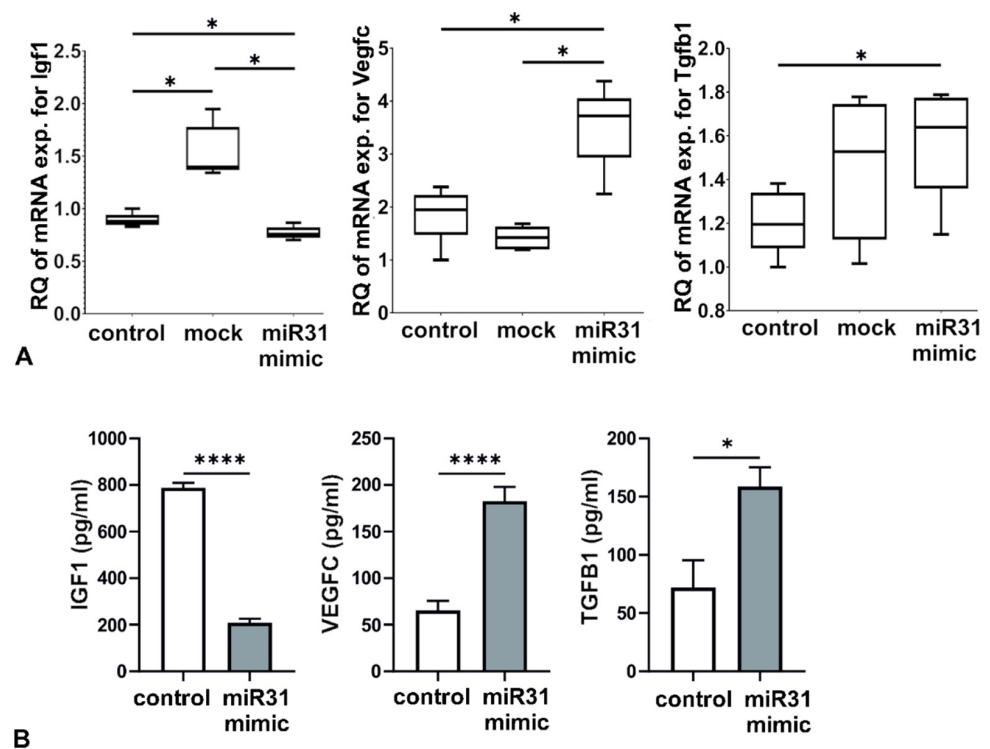 *
*
*
RQ of mRNA exp. for Igf1
2.5
2.0
1.5
1.0
0.5
0.0
control mock miR31
mimic
*
*
RQ of mRNA exp. for Vegfc
5
4
3
2
1
0
control mock miR31
mimic
*
RQ of mRNA exp. for Tgfb1
2.0
1.8
1.6
1.4
1.2
1.0
0.8
control mock miR31
mimic
A
IGF1 (pg/ml)
1000
800
600
400
200
0
****
control miR31
mimic
VEGFC (pg/ml)
250
200
150
100
50
0
****
control miR31
mimic
TGFB1 (pg/ml)
200
150
100
50
0
*
control miR31
mimic
B